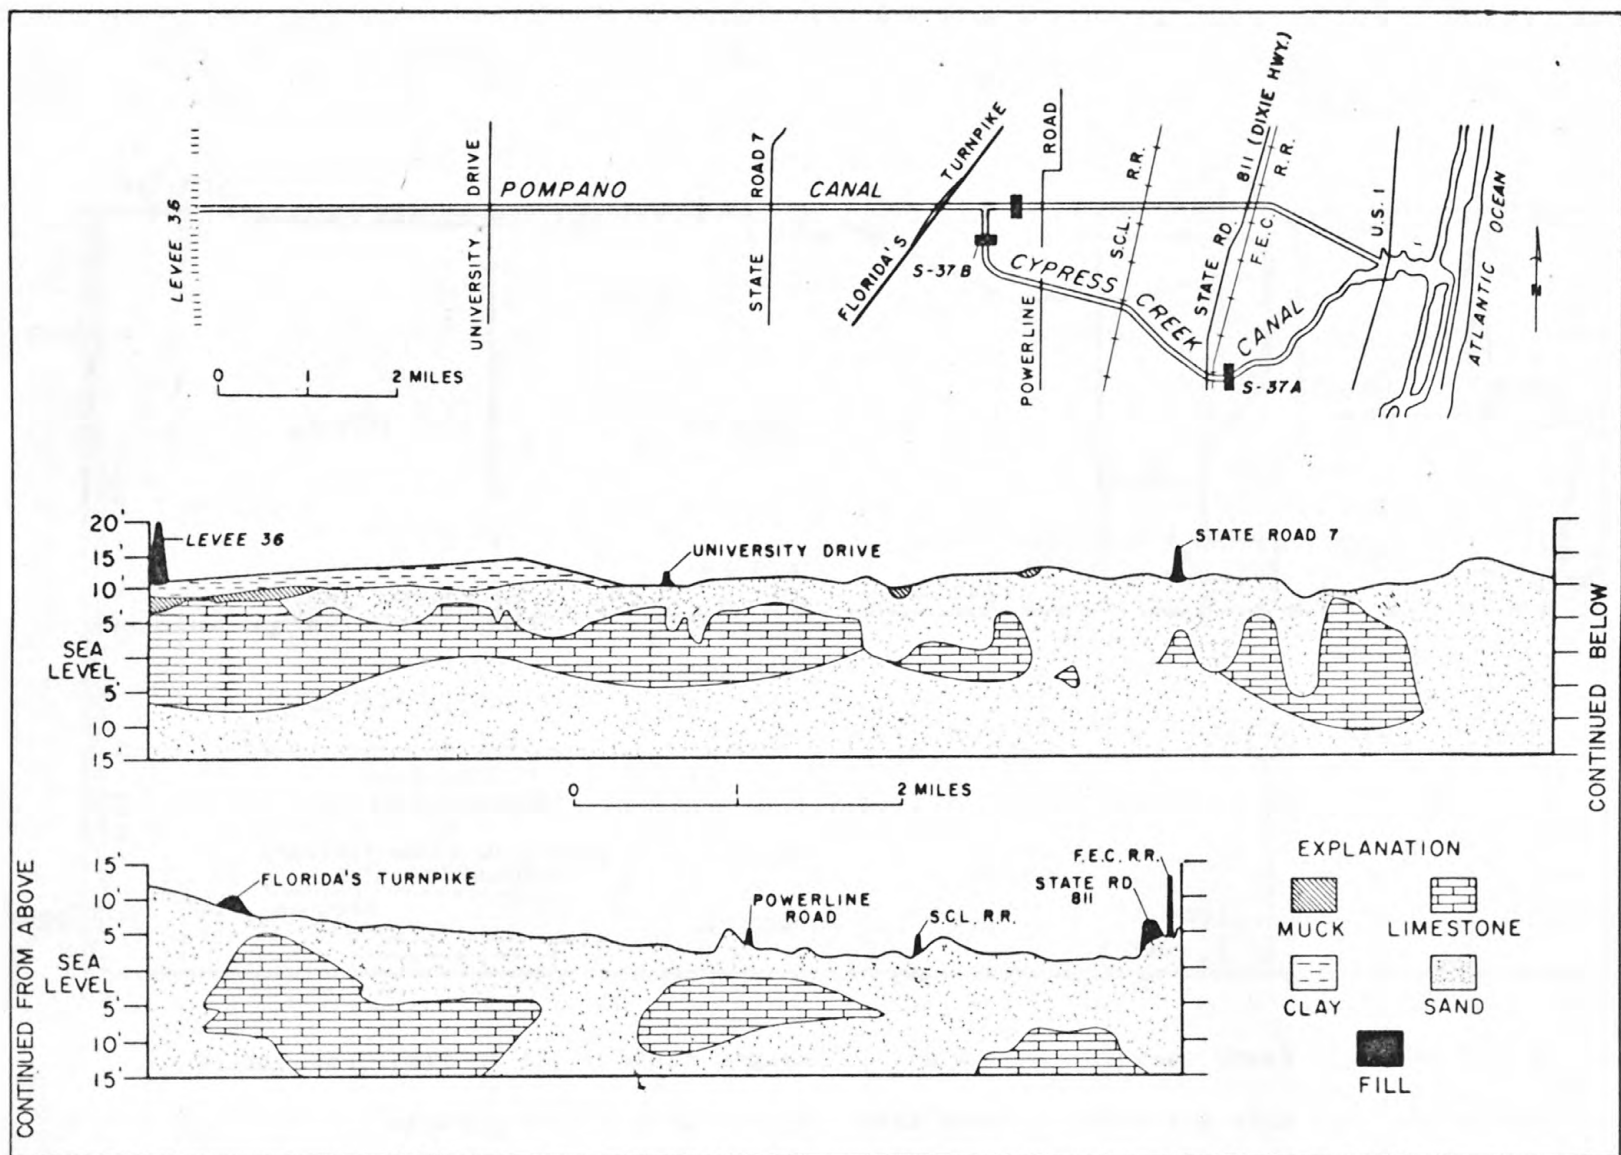 LEVEE 36
UNIVERSITY DRIVE
POMPANO CANAL
STATE ROAD 7
FLORIDA'S TURNPIKE
POWERLINE ROAD
S-37B
CYPRESS CREEK CANAL
S.C.L. R.R.
STATE RD. 811 (DIXIE HWY.)
F.E.C. R.R.
S-37A
U.S. 1
ATLANTIC OCEAN
N
0 1 2 MILES
20'
15'
10'
5'
SEA
LEVEL
5'
10'
15'
LEVEE 36
UNIVERSITY DRIVE
STATE ROAD 7
CONTINUED BELOW
0 1 2 MILES
CONTINUED FROM ABOVE
15'
10'
5'
SEA
LEVEL
5'
10'
15'
FLORIDA'S TURNPIKE
POWERLINE
ROAD
S.C.L. R.R.
F.E.C. R.R.
STATE RD
811
EXPLANATION
MUCK LIMESTONE
CLAY SAND
FILL